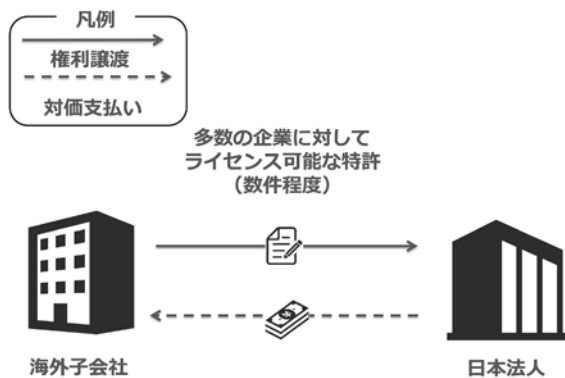 凡例
権利譲渡
対価支払い
多数の企業に対して
ライセンス可能な特許
（数件程度）
海外子会社
日本法人